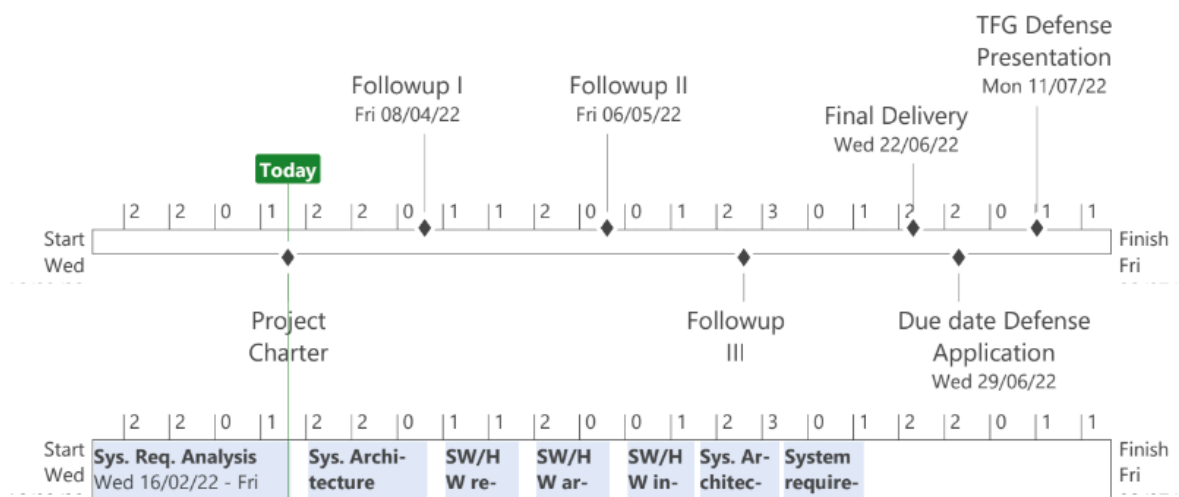 TFG Defense
Presentation
Mon 11/07/22
Followup I
Fri 08/04/22
Followup II
Fri 06/05/22
Final Delivery
Wed 22/06/22
Today
2 2 0 1 2 2 0 1 1 2 0 0 1 2 3 0 1 2 2 0 1 1
Start
Wed
Finish
Fri
Project
Charter
Followup
III
Due date Defense
Application
Wed 29/06/22
2 2 0 1 2 2 0 1 1 2 0 0 1 2 3 0 1 2 2 0 1 1
Start
Wed
Sys. Req. Analysis
Wed 16/02/22 - Fri
Sys. Archi-
tecture
SW/H
W re-
SW/H
W ar-
SW/H
W in-
Sys. Ar-
chitec-
System
require-
Finish
Fri